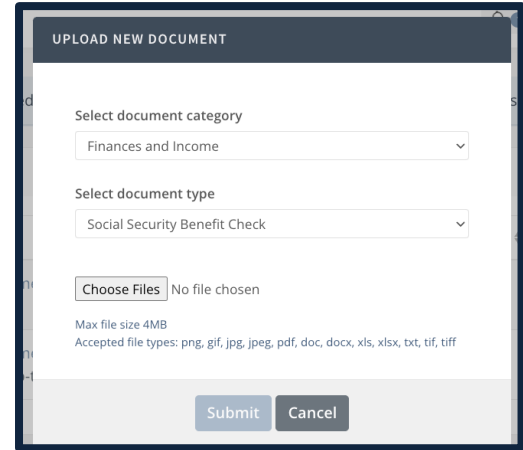 UPLOAD NEW DOCUMENT
Select document category
Finances and Income
Select document type
Social Security Benefit Check
Choose Files No file chosen
Max file size 4MB
Accepted file types: png, gif, jpg, jpeg, pdf, doc, docx, xls, xlsx, txt, tif, tiff
Submit Cancel